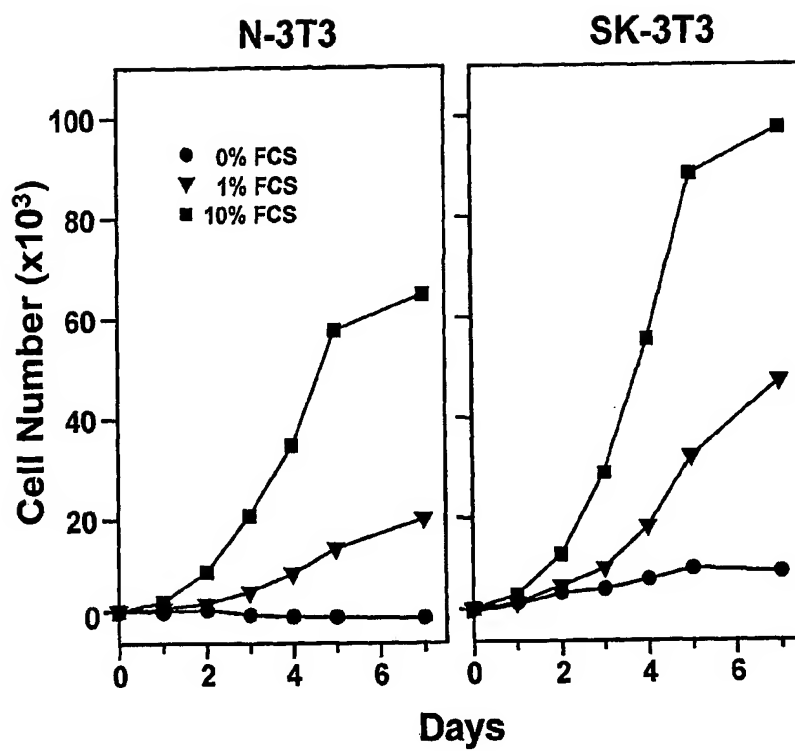 N-3T3
SK-3T3
Cell Number (x10³)
100
80
60
40
20
0
0% FCS
1% FCS
10% FCS
0 2 4 6
0 2 4 6
Days